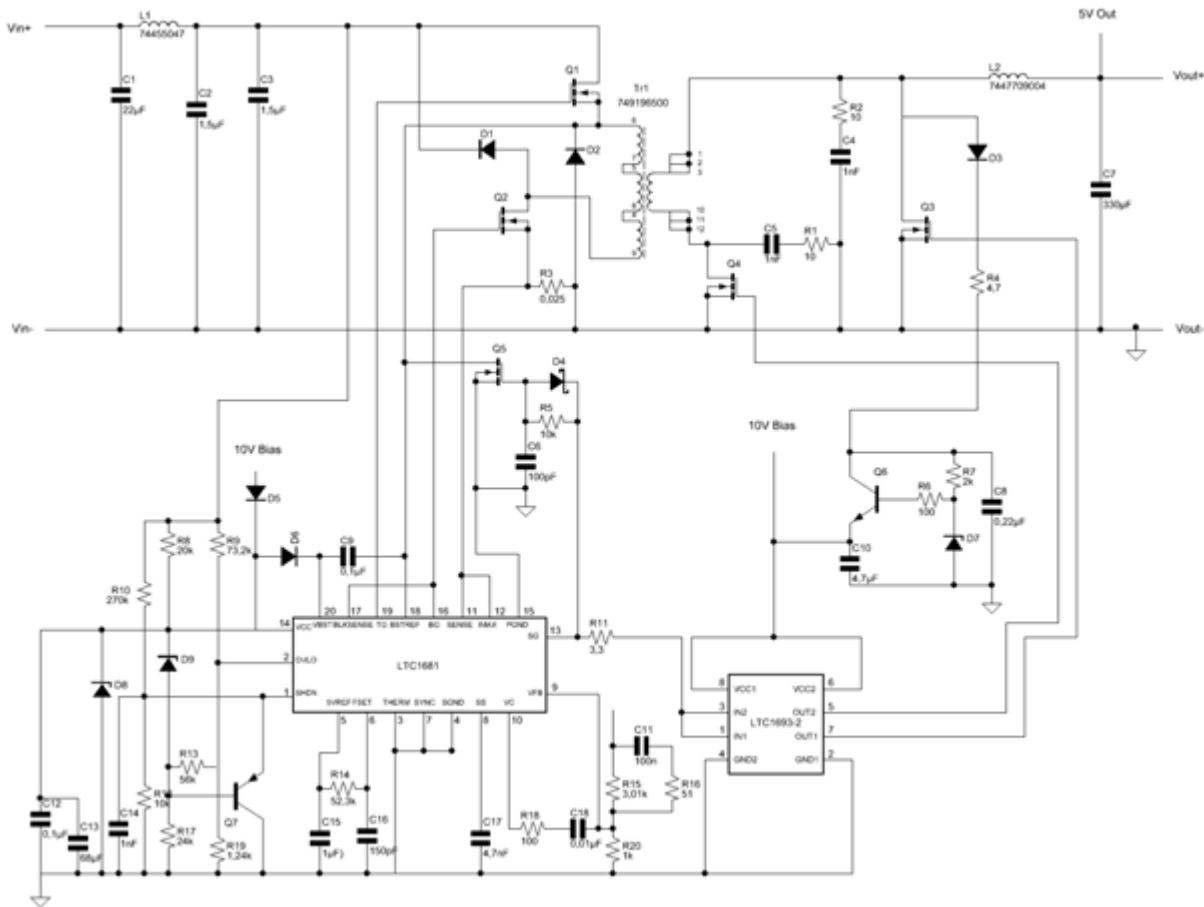 L1
74455047
Vin+
5V Out
C1
22µF
C2
1,5µF
C3
1,5µF
Q1
Tr1
749196500
L2
7447709004
Vout+
R2
10
C4
1nF
D1
D2
D3
C7
330µF
Q2
Q3
C5
1nF
R1
10
Q4
R3
0,025
R4
4,7
Vin-
Vout-
Q5
D4
R5
10k
100pF
10V Bias
10V Bias
Q6
R6
100
R7
2k
C8
0,22µF
D7
C10
4,7µF
D5
D6
C9
0,1µF
R8
20k
R9
73,2k
R10
270k
20 17 19 18 16 11 12 15
VBST BLKSENSE TG BSTREF BG SENSE IMAX PGND
14 VCC
SG 13
R11
3,3
2 OVLO
LTC1681
1 SHDN
VFB 9
5VREF FSET THERM SYNC SGND SS VC
5 6 3 7 4 8 10
D9
D8
8 VCC1 VCC2 6
3 IN2 OUT2 5
1 IN1 OUT1 7
4 GND2 GND1 2
LTC1693-2
C11
100n
R13
56k
R14
52,3k
R15
3,01k
R16
51
10k
C12
0,1µF
C13
68µF
C14
1nF
R17
24k
Q7
R19
1,24k
C15
1µF)
C16
150pF
C17
4,7nF
R18
100
C18
0,01µF
R20
1k